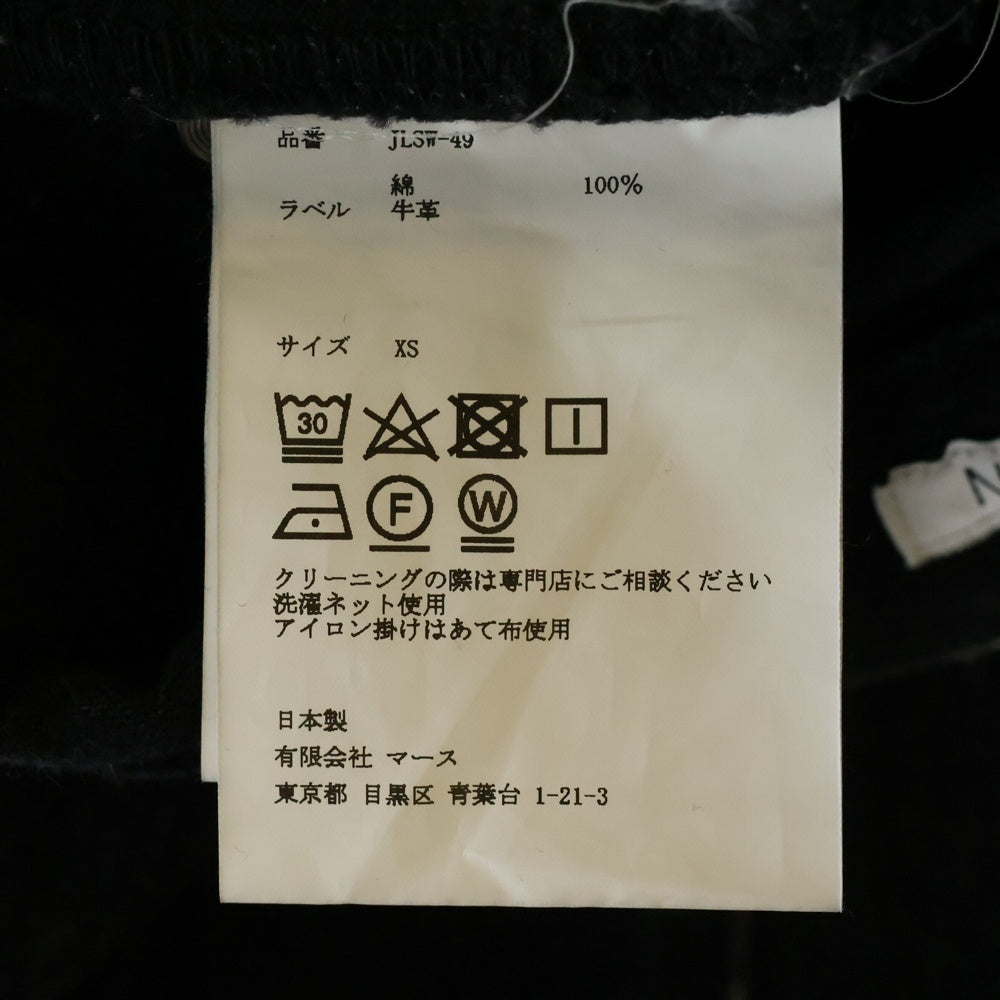 品番 JLSW-49
綿 100%
ラベル 牛革
サイズ XS
30
F W
クリーニングの際は専門店にご相談ください
洗濯ネット使用
アイロン掛けはあて布使用
日本製
有限会社 マース
東京都 目黒区 青葉台 1-21-3
N